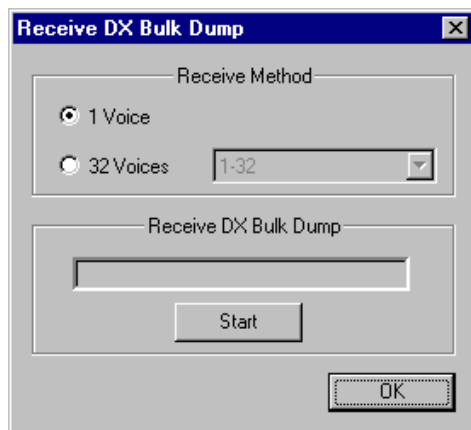 Receive DX Bulk Dump
Receive Method
1 Voice
32 Voices 1-32
Receive DX Bulk Dump
Start
OK